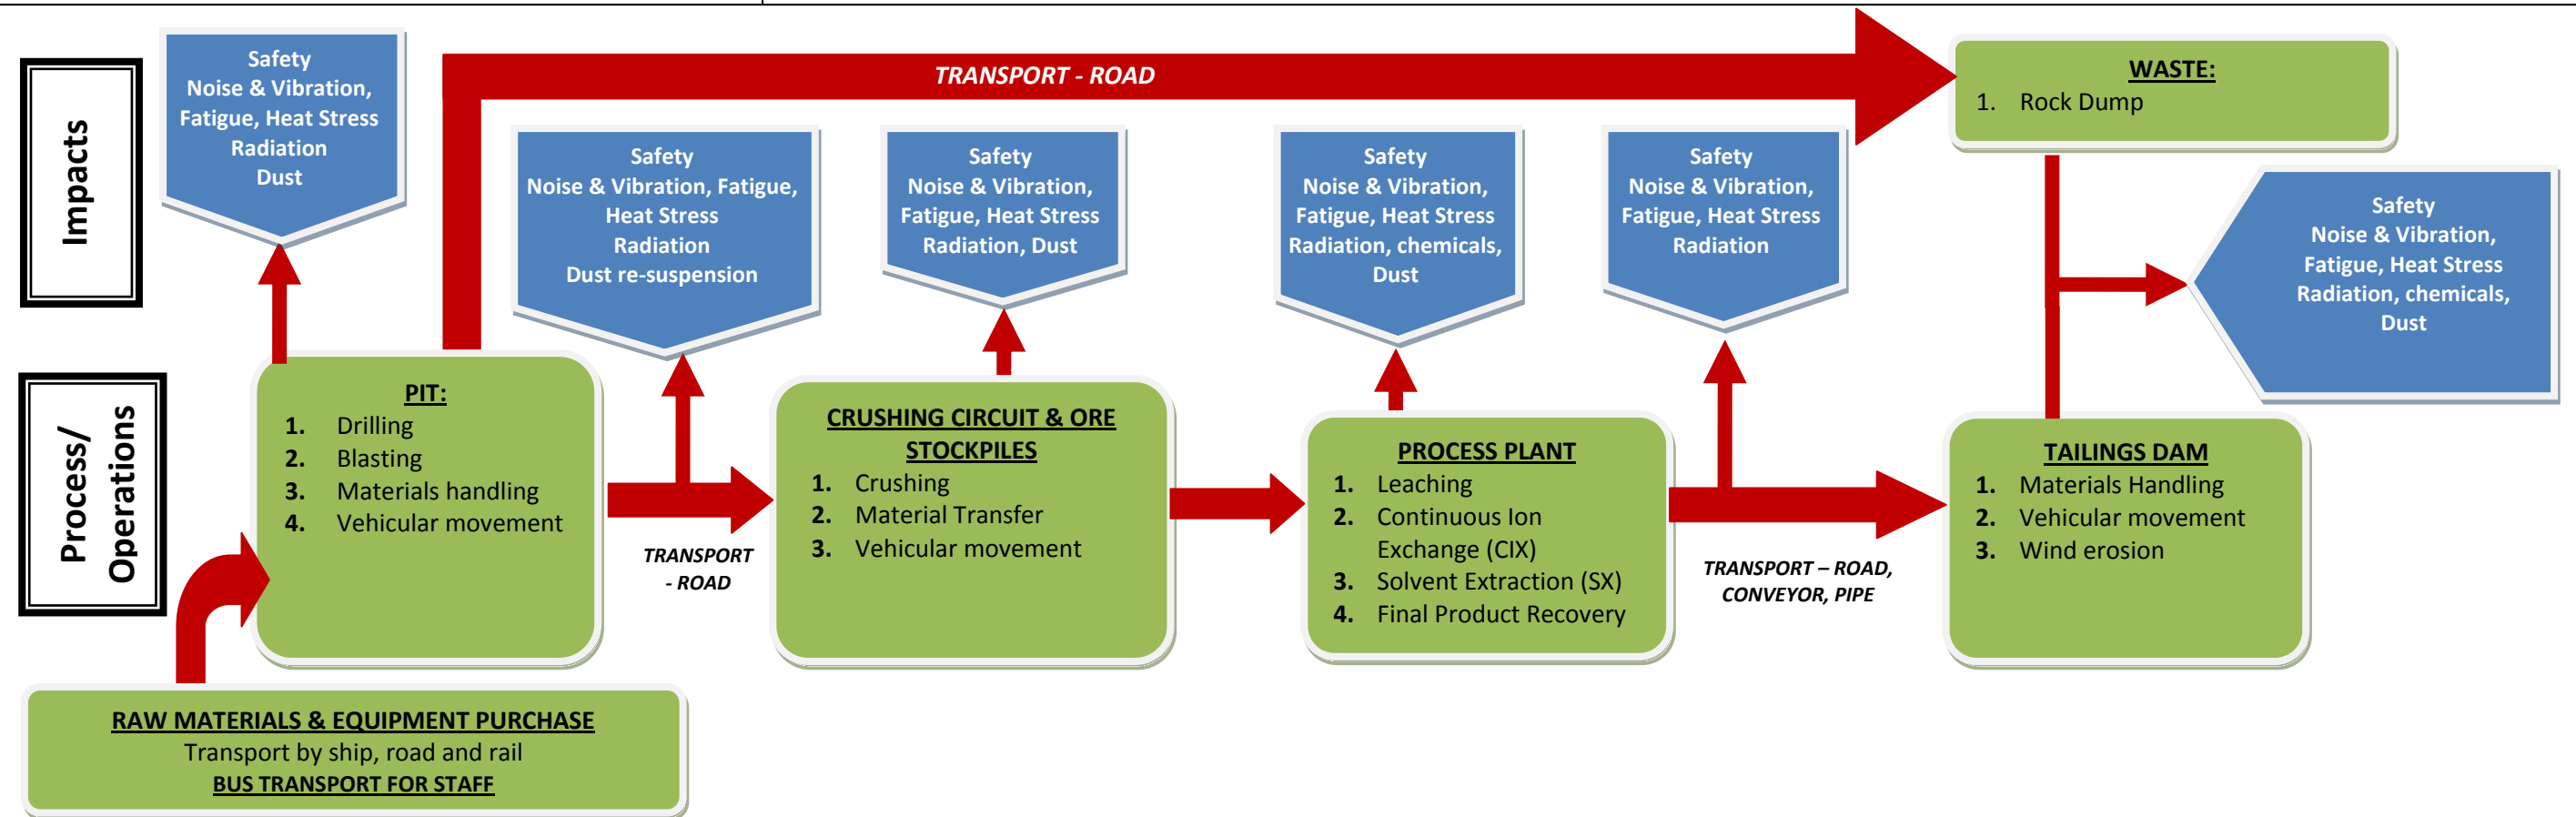 Impacts
Safety
Noise & Vibration,
Fatigue, Heat Stress
Radiation
Dust
TRANSPORT - ROAD
WASTE:
1. Rock Dump
Safety
Noise & Vibration, Fatigue,
Heat Stress
Radiation
Dust re-suspension
Safety
Noise & Vibration,
Fatigue, Heat Stress
Radiation, Dust
Safety
Noise & Vibration,
Fatigue, Heat Stress
Radiation, chemicals,
Dust
Safety
Noise & Vibration,
Fatigue, Heat Stress
Radiation
Safety
Noise & Vibration,
Fatigue, Heat Stress
Radiation, chemicals,
Dust
Process/
Operations
PIT:
1. Drilling
2. Blasting
3. Materials handling
4. Vehicular movement
TRANSPORT
- ROAD
CRUSHING CIRCUIT & ORE
STOCKPILES
1. Crushing
2. Material Transfer
3. Vehicular movement
PROCESS PLANT
1. Leaching
2. Continuous Ion
Exchange (CIX)
3. Solvent Extraction (SX)
4. Final Product Recovery
TRANSPORT – ROAD,
CONVEYOR, PIPE
TAILINGS DAM
1. Materials Handling
2. Vehicular movement
3. Wind erosion
RAW MATERIALS & EQUIPMENT PURCHASE
Transport by ship, road and rail
BUS TRANSPORT FOR STAFF